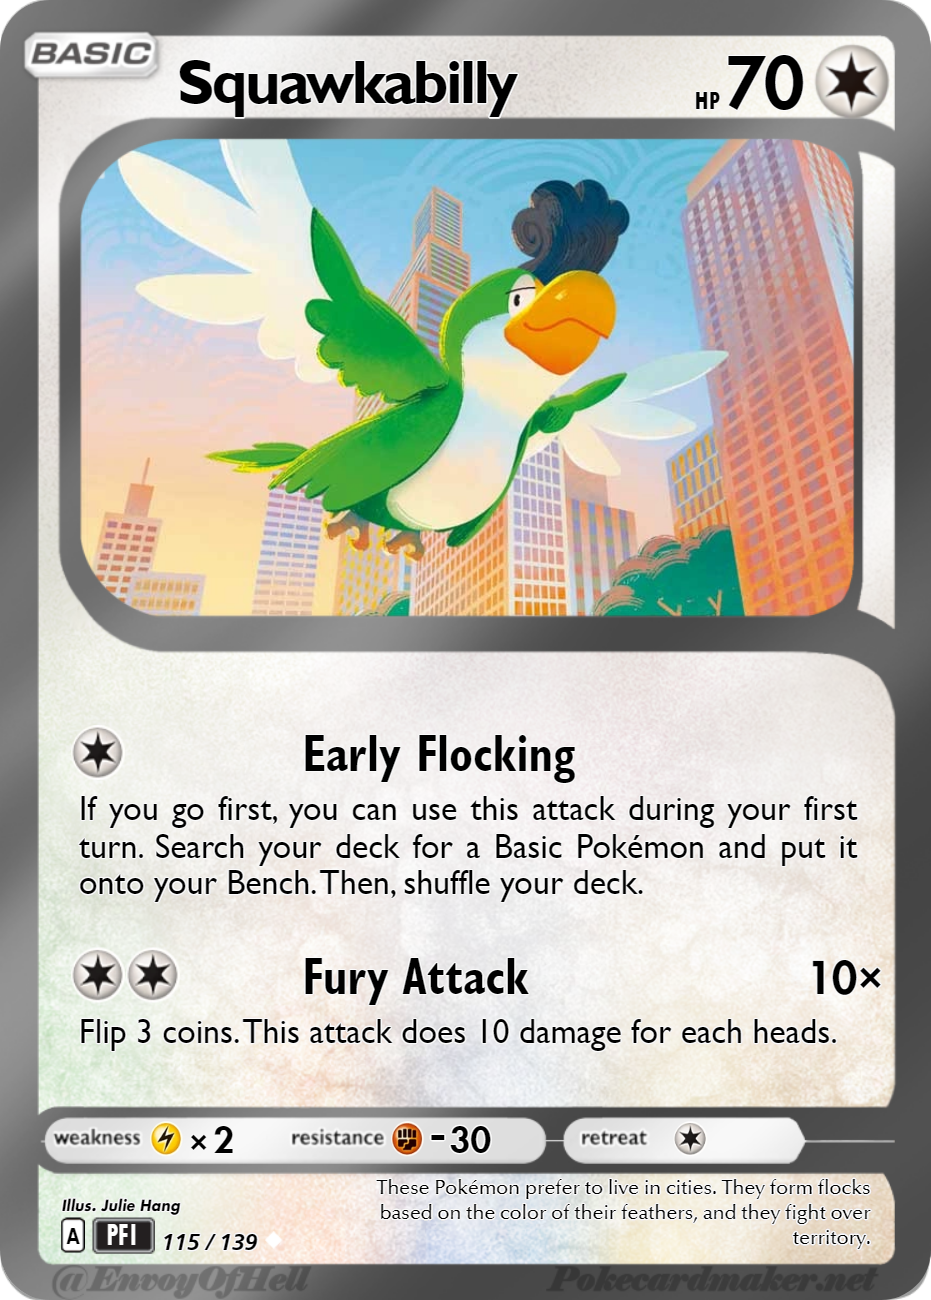 BASIC
Squawkabilly
HP 70
Early Flocking
If you go first, you can use this attack during your first
turn. Search your deck for a Basic Pokémon and put it
onto your Bench. Then, shuffle your deck.
Fury Attack 10×
Flip 3 coins. This attack does 10 damage for each heads.
weakness ×2 resistance -30 retreat
These Pokémon prefer to live in cities. They form flocks
based on the color of their feathers, and they fight over
territory.
Illus. Julie Hang
A PFI 115 / 139
@EnvoyOfHell Pokecardmaker.net